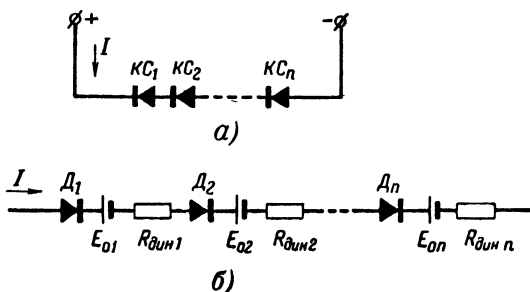 + -
I
КС₁ КС₂ КСₙ
а)
I Д₁ Д₂ Дₙ
E₀₁ Rдин1 E₀₂ Rдин2 E₀ₙ Rдин n
б)